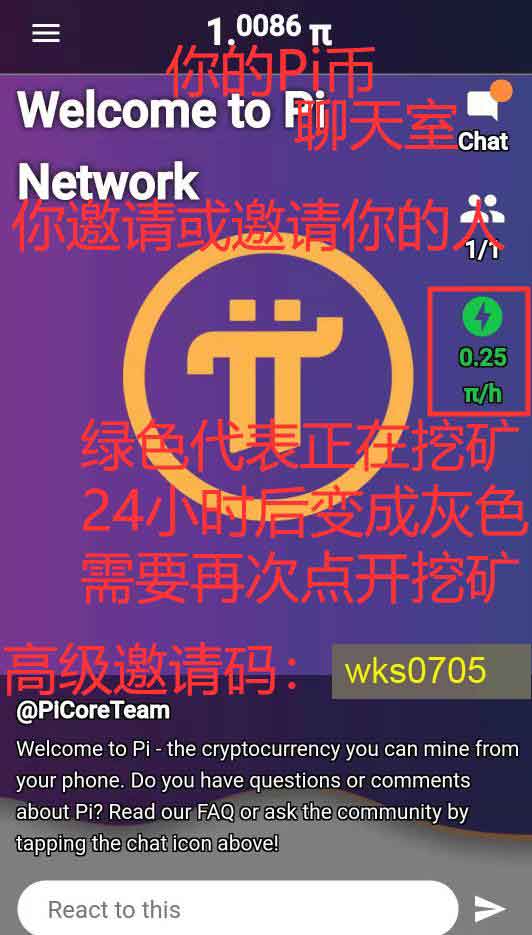 1.0086 π
你的Pi币
Welcome to Pi
聊天室
Chat
Network
你邀请或邀请你的人
1/1
0.25
π/h
绿色代表正在挖矿
24小时后变成灰色
需要再次点开挖矿
高级邀请码：
wks0705
@PiCoreTeam
Welcome to Pi - the cryptocurrency you can mine from
your phone. Do you have questions or comments
about Pi? Read our FAQ or ask the community by
tapping the chat icon above!
React to this